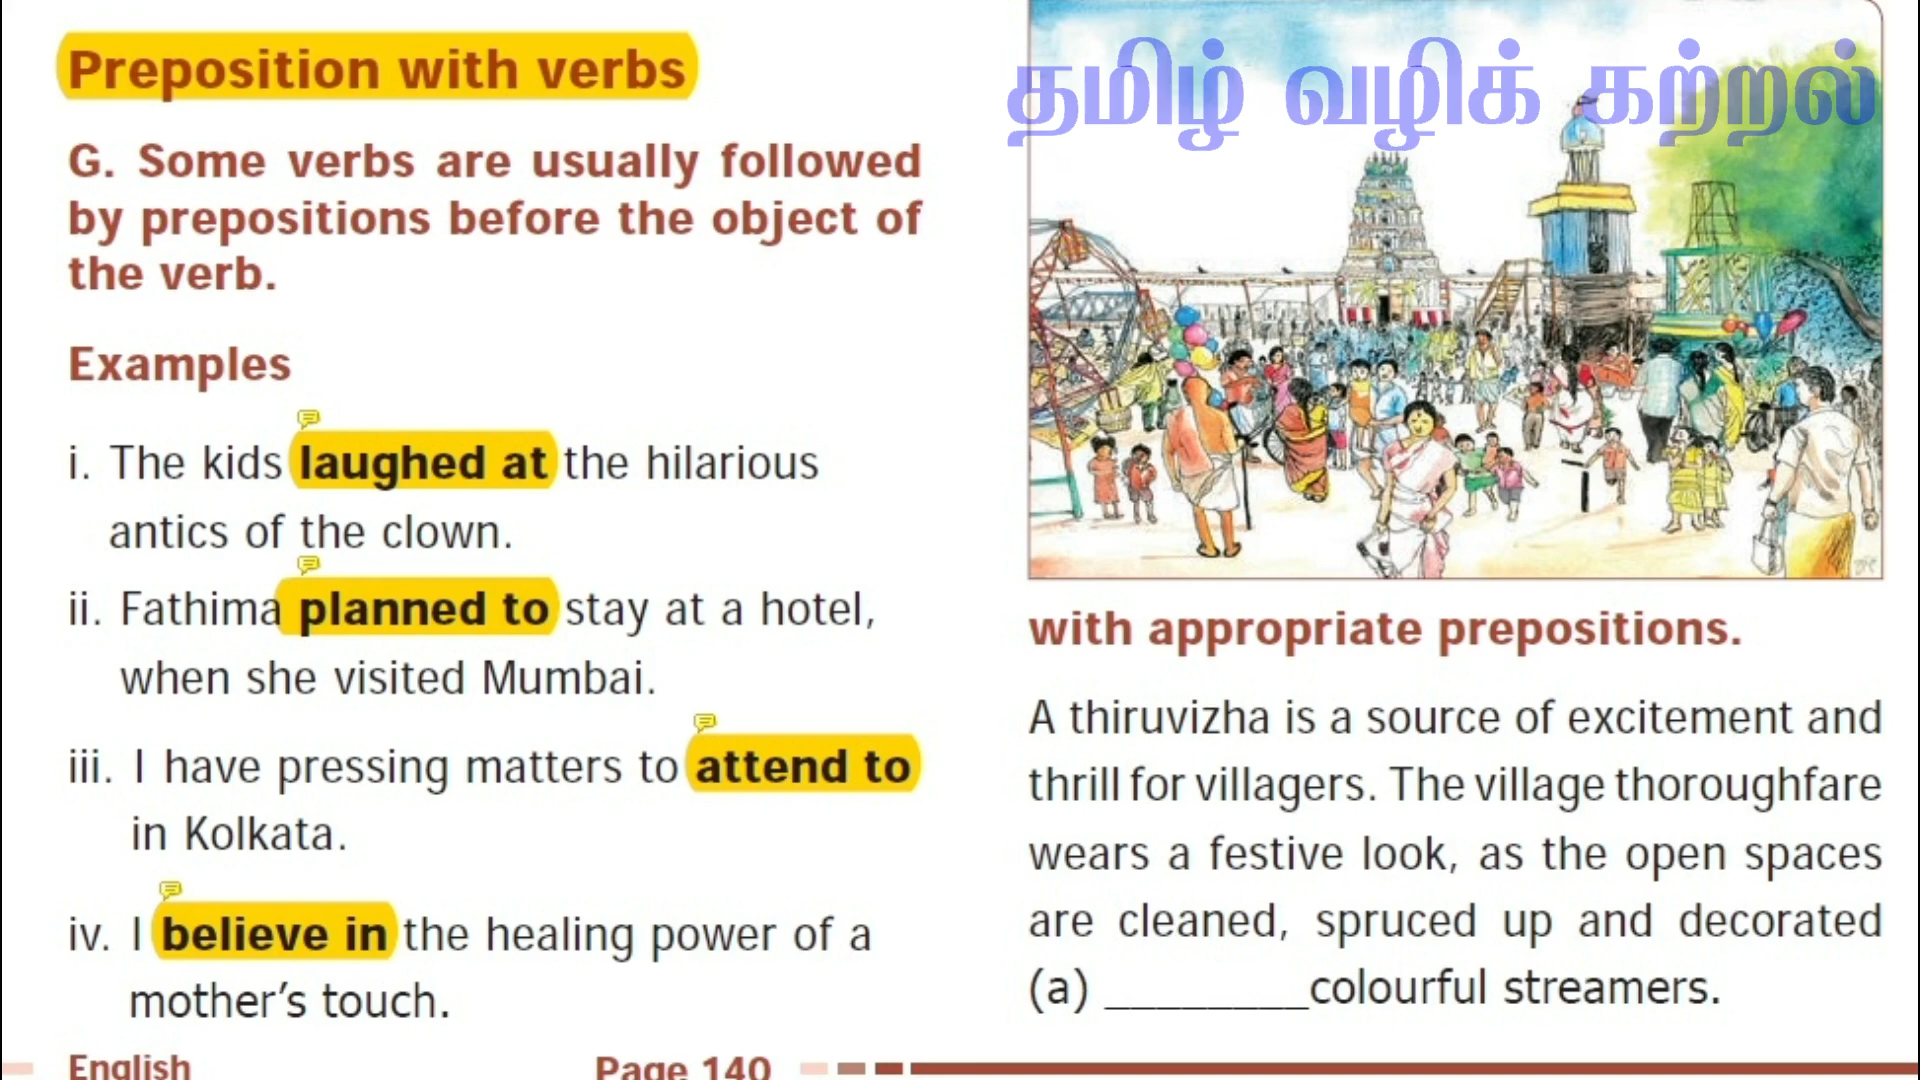 Preposition with verbs
G. Some verbs are usually followed
by prepositions before the object of
the verb.
Examples
i. The kids laughed at the hilarious
antics of the clown.
ii. Fathima planned to stay at a hotel,
when she visited Mumbai.
iii. I have pressing matters to attend to
in Kolkata.
iv. I believe in the healing power of a
mother's touch.
தமிழ் வழிக் கற்றல்
with appropriate prepositions.
A thiruvizha is a source of excitement and
thrill for villagers. The village thoroughfare
wears a festive look, as the open spaces
are cleaned, spruced up and decorated
(a) ________colourful streamers.
English
Page 140